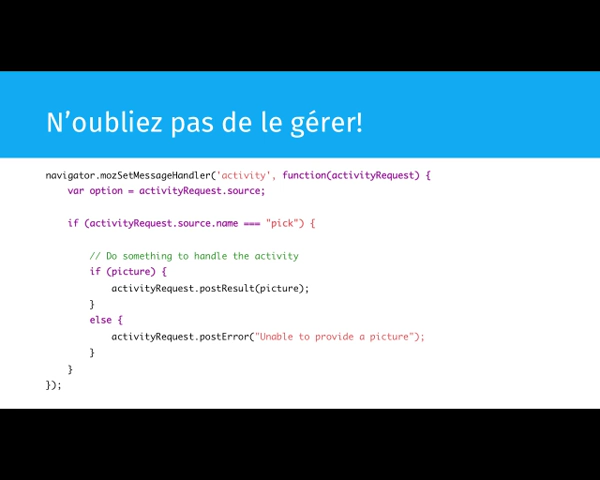 N’oubliez pas de le gérer!
navigator.mozSetMessageHandler('activity', function(activityRequest) {
var option = activityRequest.source;
if (activityRequest.source.name === "pick") {
// Do something to handle the activity
if (picture) {
activityRequest.postResult(picture);
}
else {
activityRequest.postError("Unable to provide a picture");
}
}
});